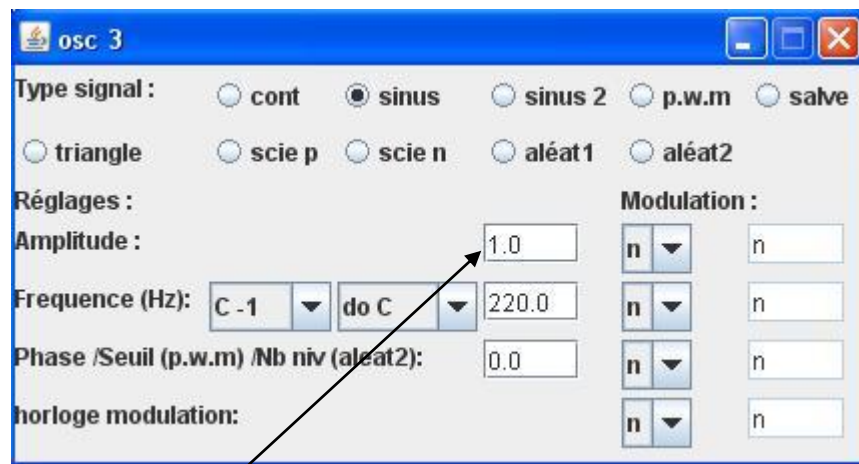 osc 3
Type signal : cont sinus sinus 2 p.w.m salve
triangle scie p scie n aléat1 aléat2
Réglages : Modulation :
Amplitude : 1.0 n n
Frequence (Hz): C -1 do C 220.0 n n
Phase /Seuil (p.w.m) /Nb niv (aleat2): 0.0 n n
horloge modulation: n n